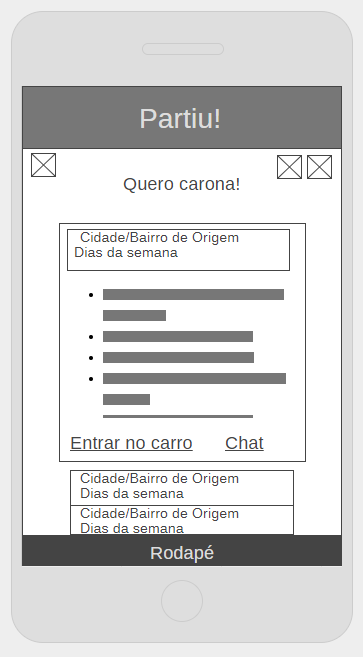 Partiu!
Quero carona!
Cidade/Bairro de Origem
Dias da semana
Entrar no carro Chat
Cidade/Bairro de Origem
Dias da semana
Cidade/Bairro de Origem
Dias da semana
Rodapé